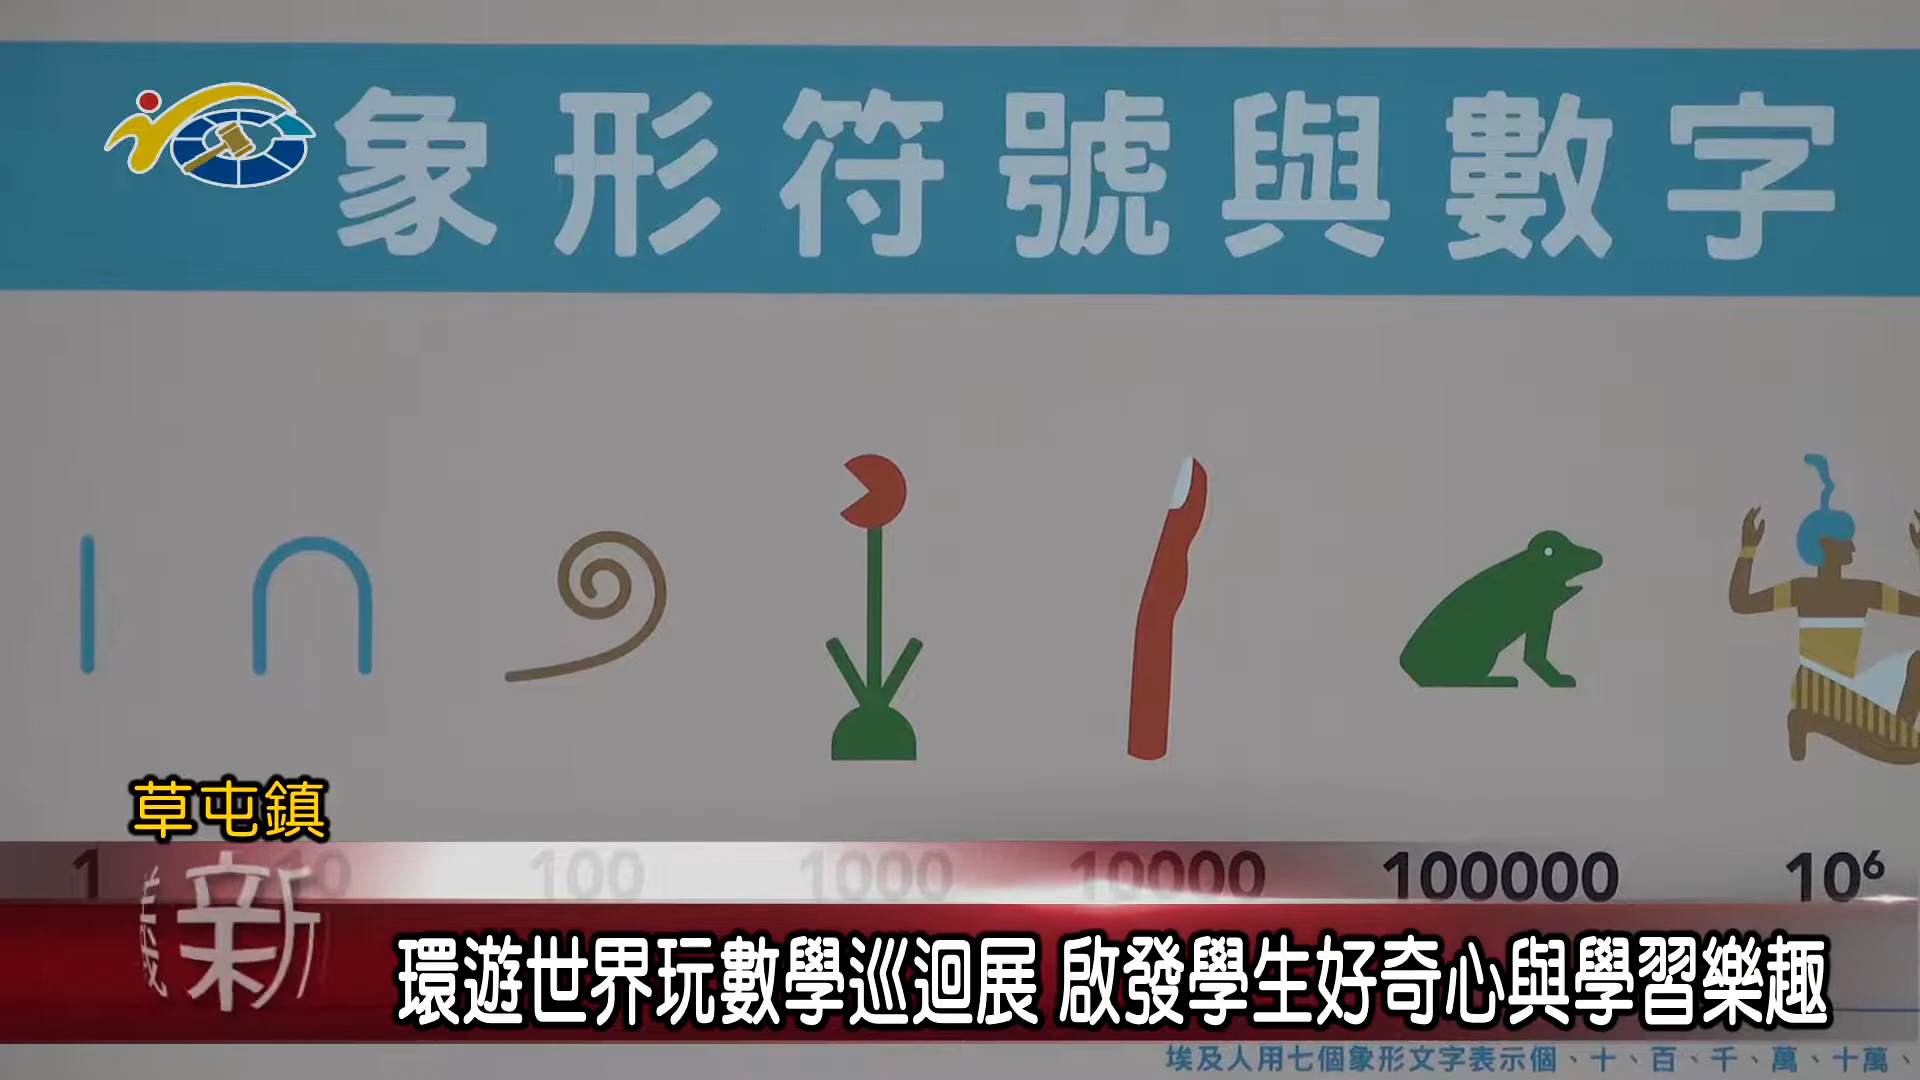 象形符號與數字
草屯鎮
1 10 100 1000 10000 100000 10⁶
新
環遊世界玩數學巡迴展 啟發學生好奇心與學習樂趣
埃及人用七個象形文字表示個、十、百、千、萬、十萬、